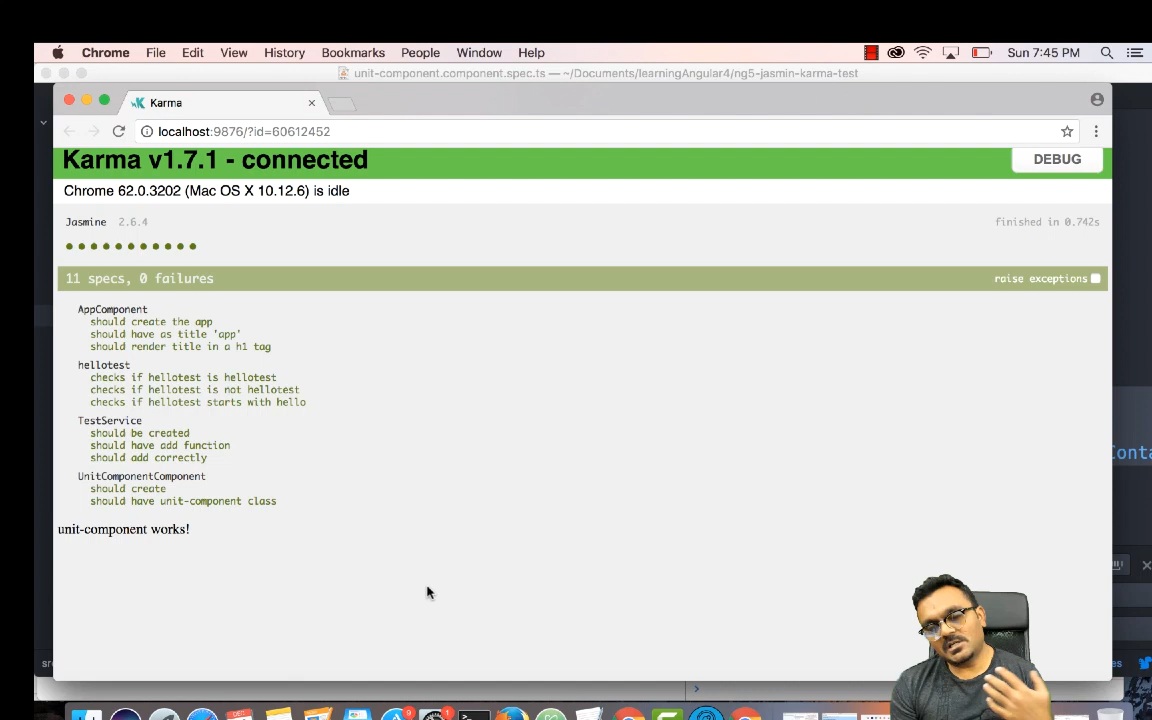 Chrome File Edit View History Bookmarks People Window Help Sun 7:45 PM
unit-component.component.spec.ts — ~/Documents/learningAngular4/ng5-jasmin-karma-test
Karma
localhost:9876/?id=60612452
Karma v1.7.1 - connected
DEBUG
Chrome 62.0.3202 (Mac OS X 10.12.6) is idle
Jasmine 2.6.4 finished in 0.742s
11 specs, 0 failures raise exceptions
AppComponent
should create the app
should have as title 'app'
should render title in a h1 tag
hellotest
checks if hellotest is hellotest
checks if hellotest is not hellotest
checks if hellotest starts with hello
TestService
should be created
should have add function
should add correctly
UnitComponentComponent
should create
should have unit-component class
unit-component works!